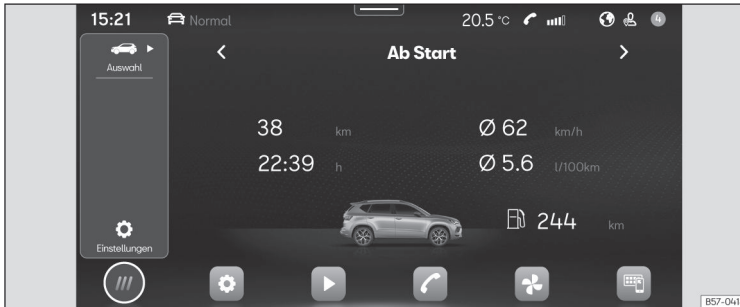 15:21 Normal 20.5 °C 4
Auswahl
Ab Start
38 km Ø 62 km/h
22:39 h Ø 5.6 l/100km
244 km
Einstellungen
B57-041